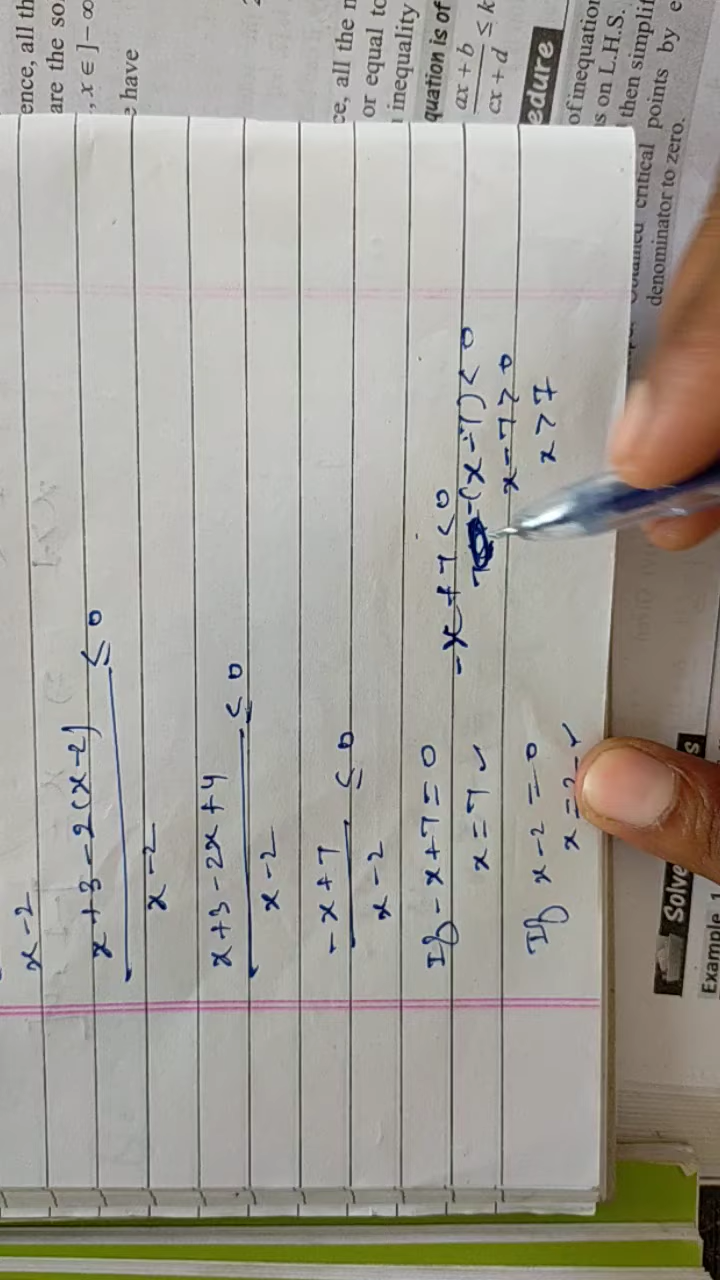 ence, all th
are the so
, x ∈ ]−∞
e have
ce, all the n
or equal to
inequality
quation is of
ax + b
cx + d
≤ k
edure
of inequation
s on L.H.S.
then simplif
critical points by e
denominator to zero.
x−2
x+3−2(x−2) ≤ 0
x−2
x+3−2x+4 ≤ 0
x−2
−x+7 ≤ 0
x−2
If −x+7=0
−x+7<0
x=7 ✓
−(x−7)<0
x−7>0
If x−2=0
x>7
Solve
s
Example 1